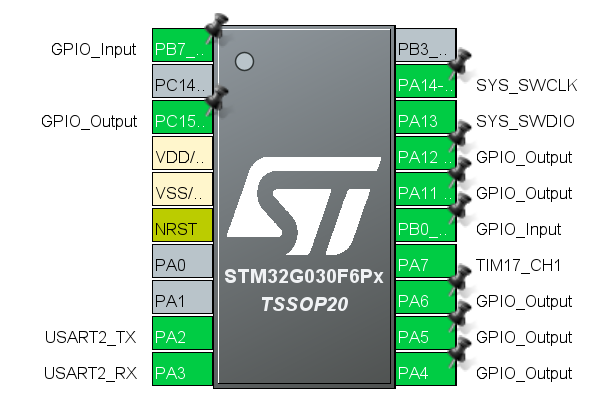 GPIO_Input PB7_.. PB3_..
PC14.. PA14-.. SYS_SWCLK
GPIO_Output PC15.. PA13 SYS_SWDIO
VDD/.. PA12 .. GPIO_Output
VSS/.. PA11 .. GPIO_Output
NRST PB0_.. GPIO_Input
PA0 PA7 TIM17_CH1
STM32G030F6Px
PA1 PA6 GPIO_Output
TSSOP20
USART2_TX PA2 PA5 GPIO_Output
USART2_RX PA3 PA4 GPIO_Output